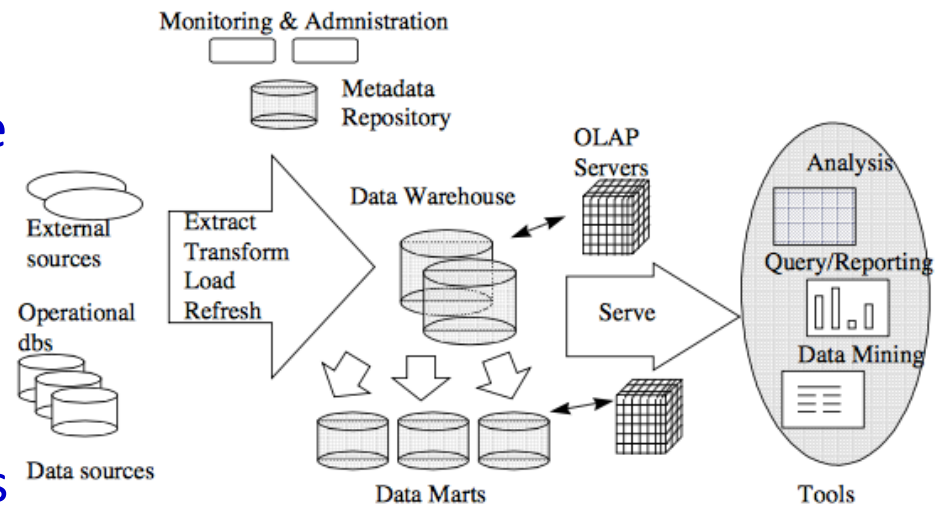 Monitoring & Admnistration
Metadata
Repository
e
OLAP
Servers
Analysis
Data Warehouse
External
sources
Extract
Transform
Load
Refresh
Query/Reporting
Operational
dbs
Serve
Data Mining
Data sources
s
Data Marts
Tools